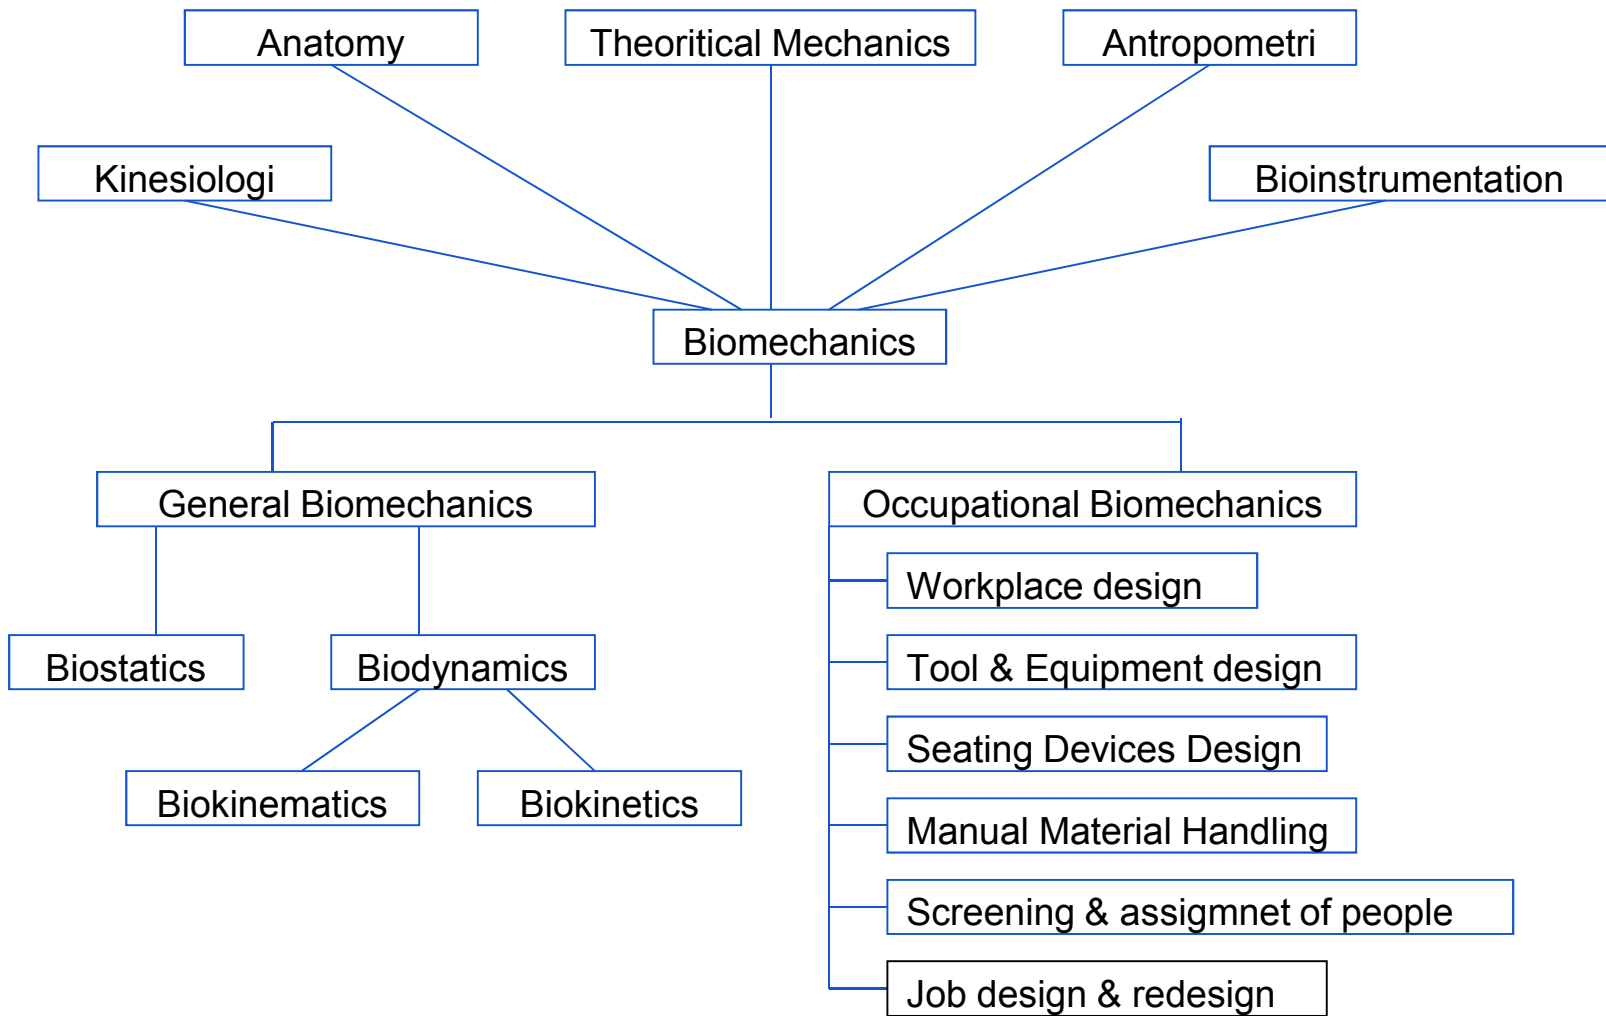 Anatomy
Theoritical Mechanics
Antropometri
Kinesiologi
Bioinstrumentation
Biomechanics
General Biomechanics
Occupational Biomechanics
Workplace design
Biostatics
Biodynamics
Tool & Equipment design
Seating Devices Design
Biokinematics
Biokinetics
Manual Material Handling
Screening & assigmnet of people
Job design & redesign